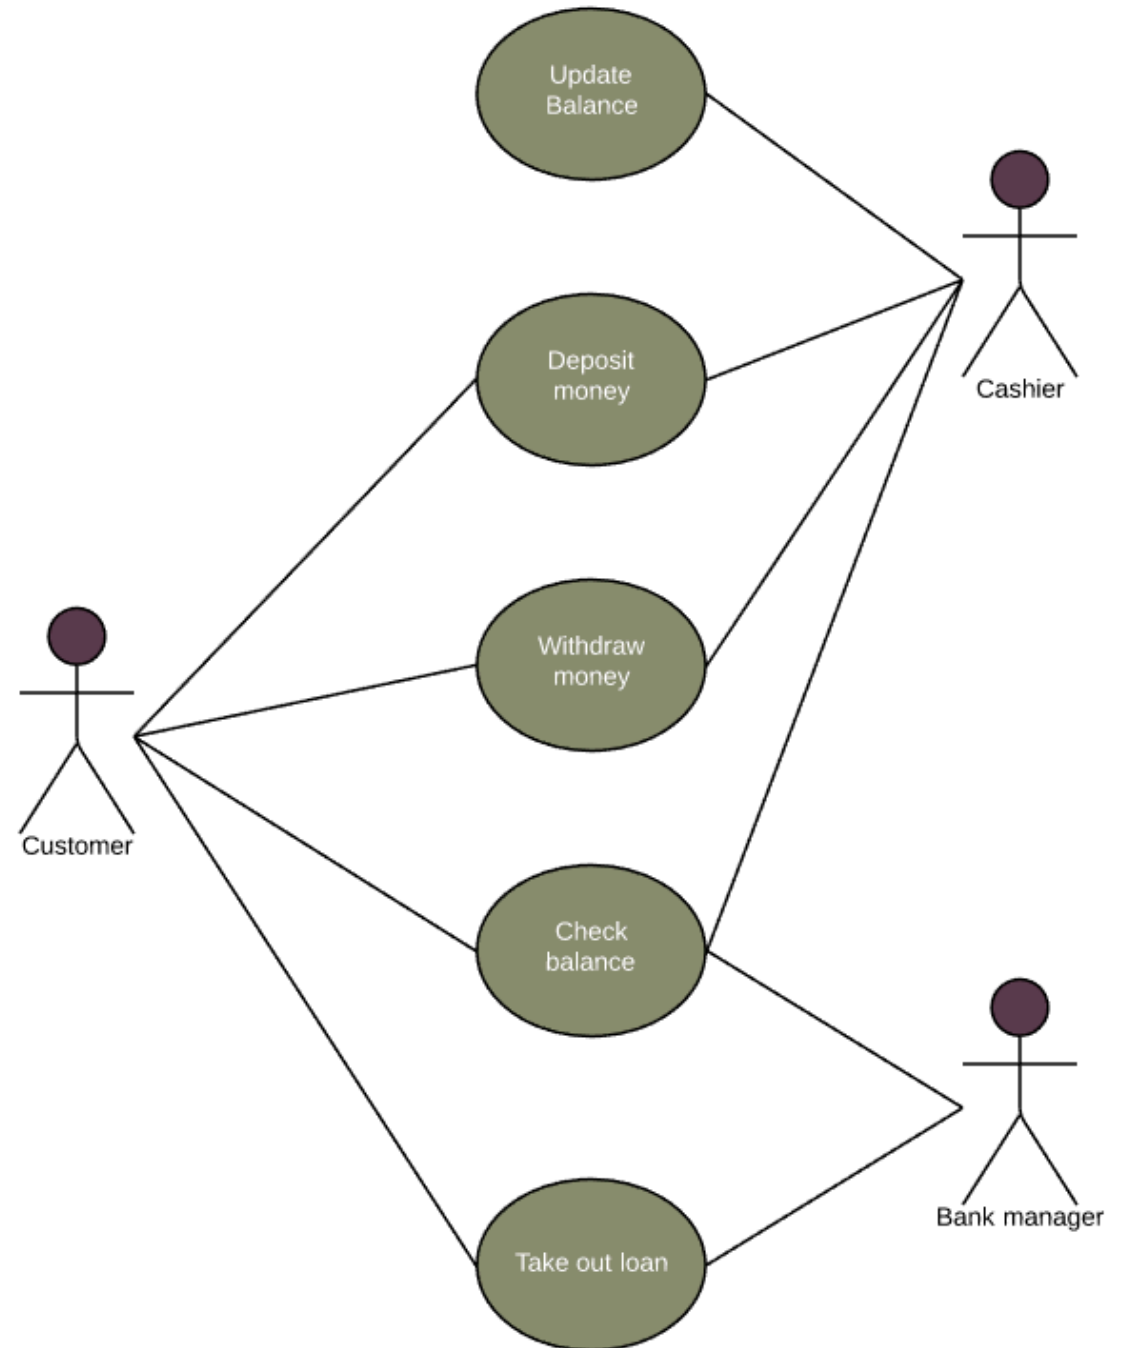 Update
Balance
Deposit
money
Cashier
Withdraw
money
Customer
Check
balance
Bank manager
Take out loan